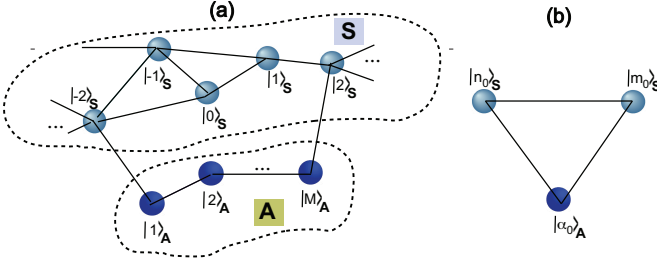 (a)
(b)
S
|-1⟩S
|1⟩S
|2⟩S
...
|-2⟩S
|0⟩S
...
|n₀⟩S
|m₀⟩S
|1⟩A
|2⟩A
...
|M⟩A
A
|α₀⟩A